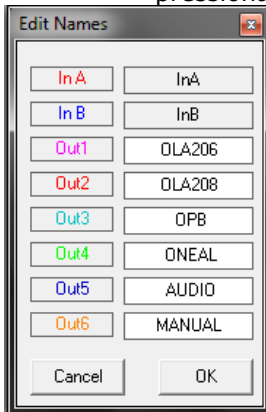 Edit Names
In A InA
In B InB
Out1 OLA206
Out2 OLA208
Out3 OPB
Out4 ONEAL
Out5 AUDIO
Out6 MANUAL
Cancel OK